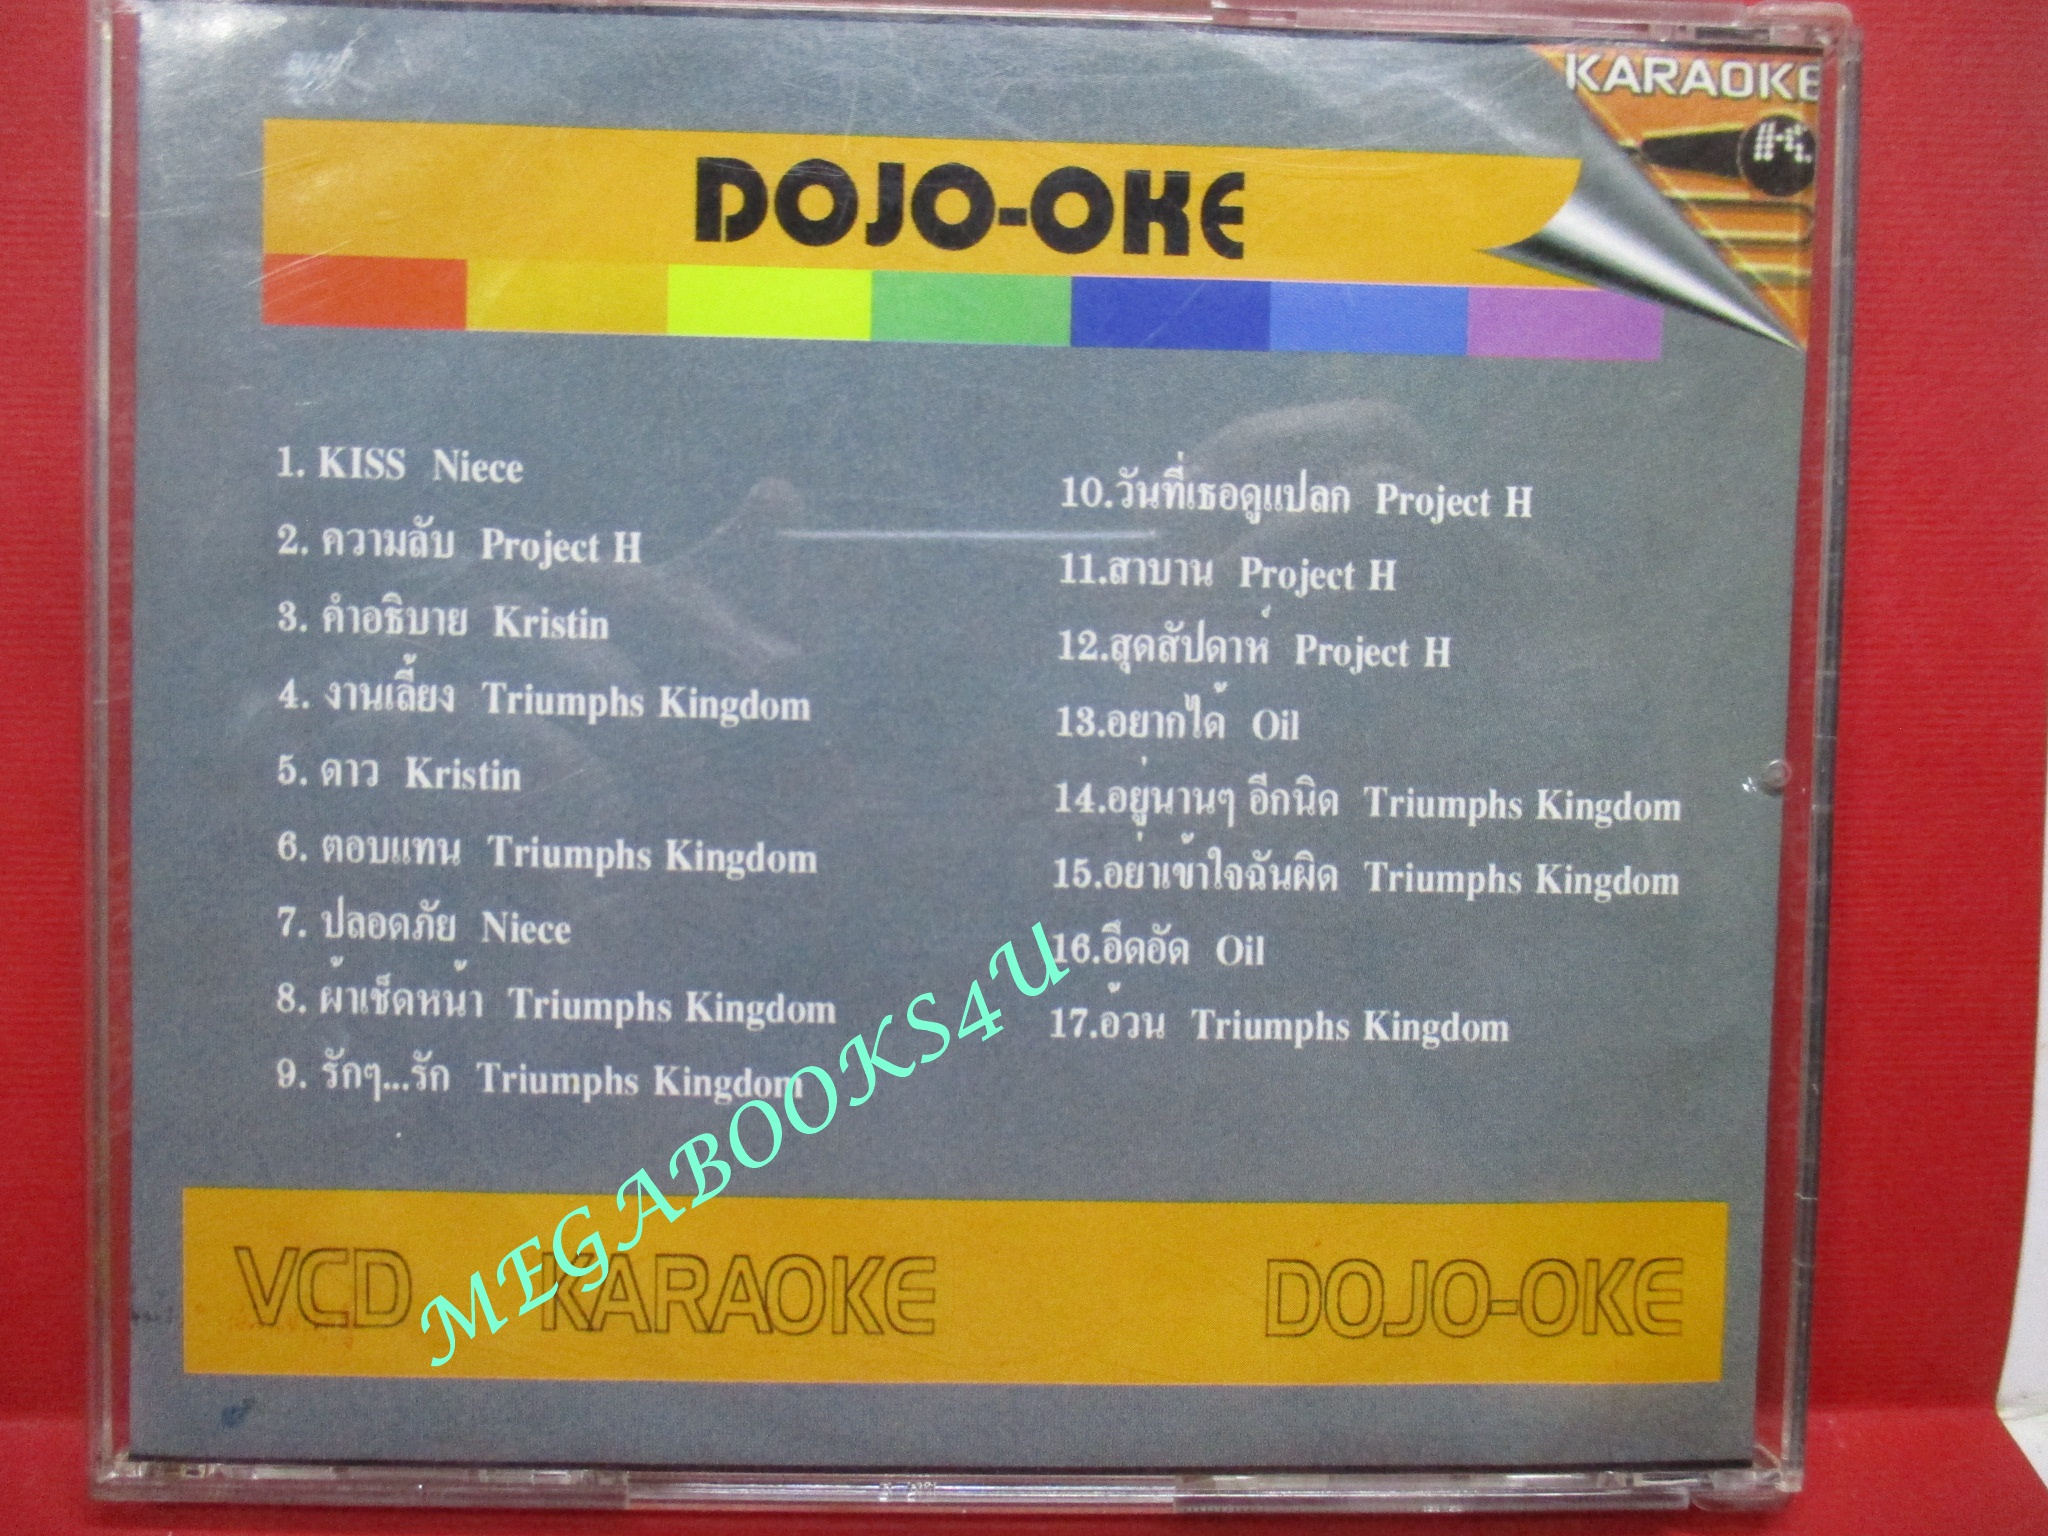 KARAOKE
DOJO-OKE
1. KISS Niece
2. ความลับ Project H
3. คำอธิบาย Kristin
4. งานเลี้ยง Triumphs Kingdom
5. ดาว Kristin
6. ตอบแทน Triumphs Kingdom
7. ปลอดภัย Niece
8. ผ้าเช็ดหน้า Triumphs Kingdom
9. รักๆ...รัก Triumphs Kingdom
10.วันที่เธอดูแปลก Project H
11.สาบาน Project H
12.สุดสัปดาห์ Project H
13.อยากได้ Oil
14.อยู่นานๆ อีกนิด Triumphs Kingdom
15.อย่าเข้าใจฉันผิด Triumphs Kingdom
16.อึดอัด Oil
17.อ้วน Triumphs Kingdom
MEGABOOKS4U
VCD KARAOKE DOJO-OKE